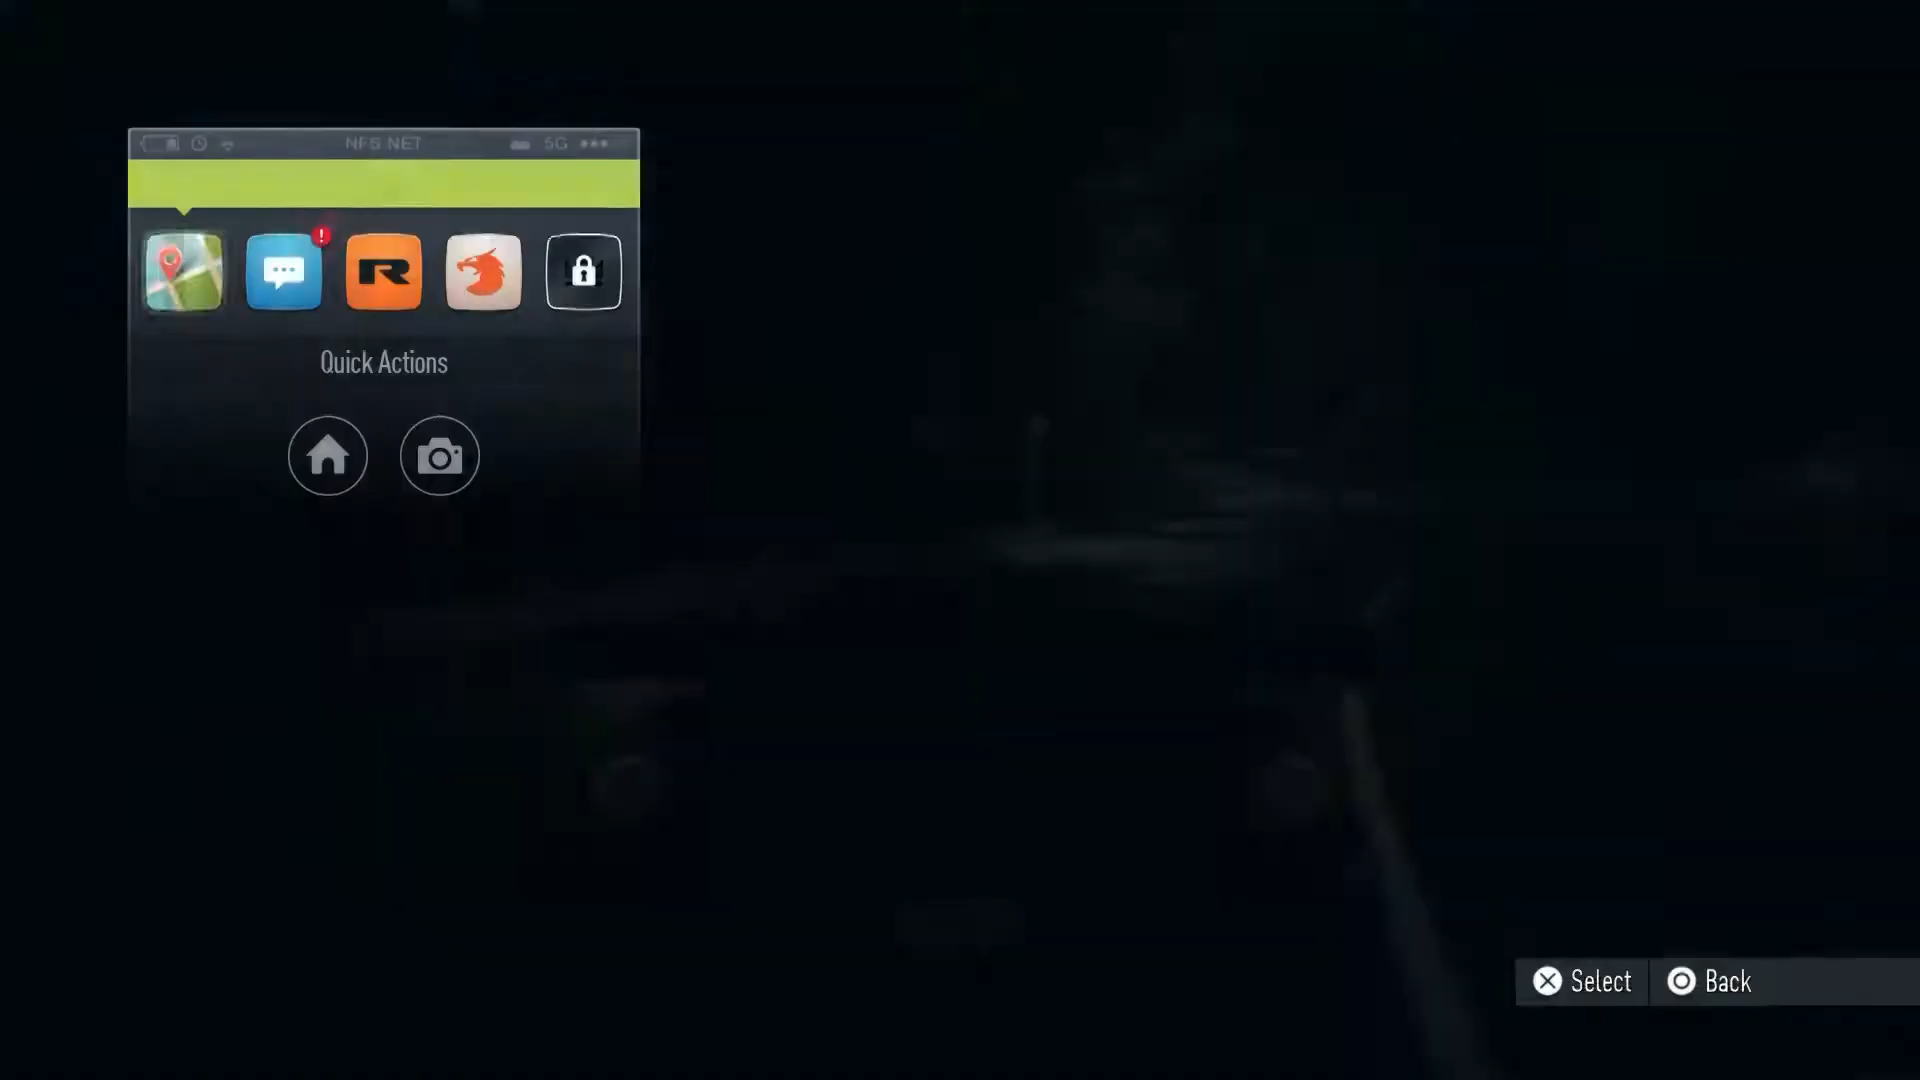 NFS NET
5G
!
R
Quick Actions
Select
Back